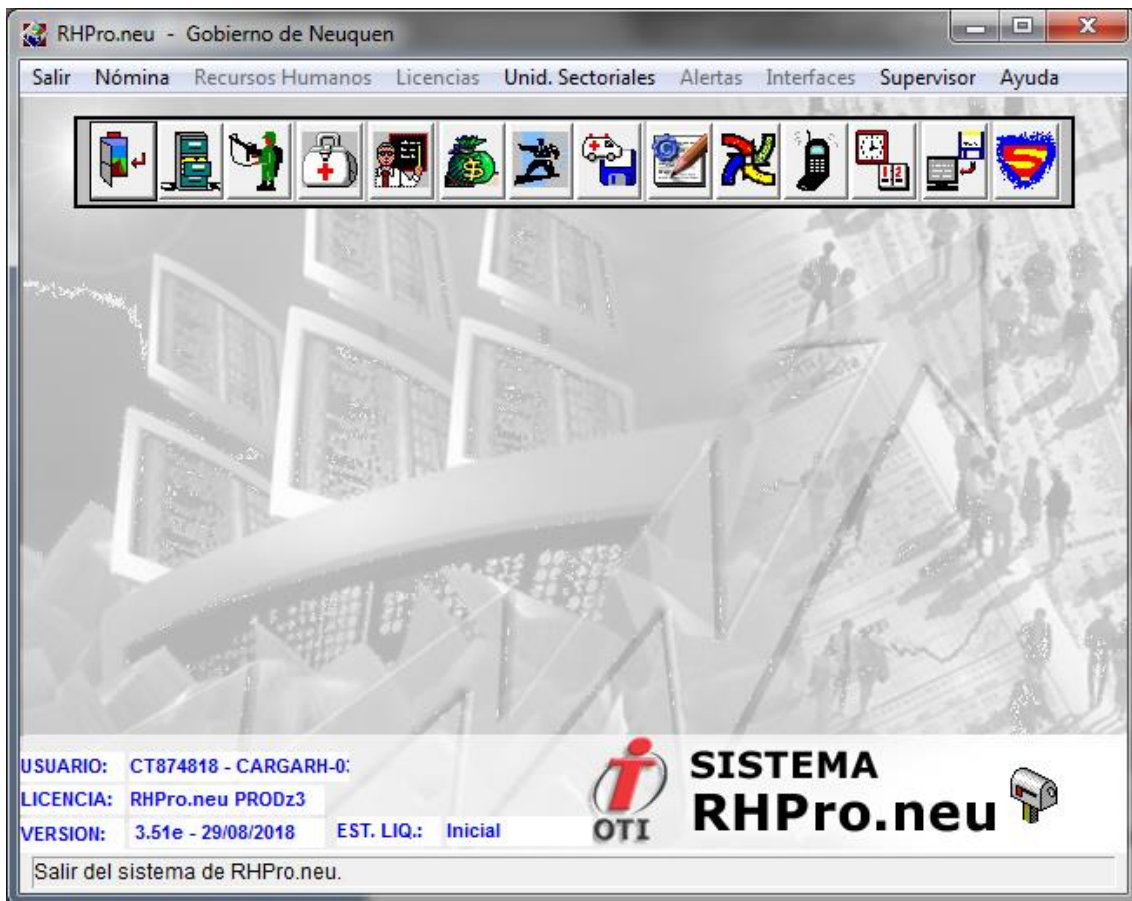 RHPro.neu - Gobierno de Neuquen
Salir Nómina Recursos Humanos Licencias Unid. Sectoriales Alertas Interfaces Supervisor Ayuda
USUARIO: CT874818 - CARGARH-03
LICENCIA: RHPro.neu PRODz3
VERSION: 3.51e - 29/08/2018 EST. LIQ.: Inicial
OTI
SISTEMA
RHPro.neu
Salir del sistema de RHPro.neu.